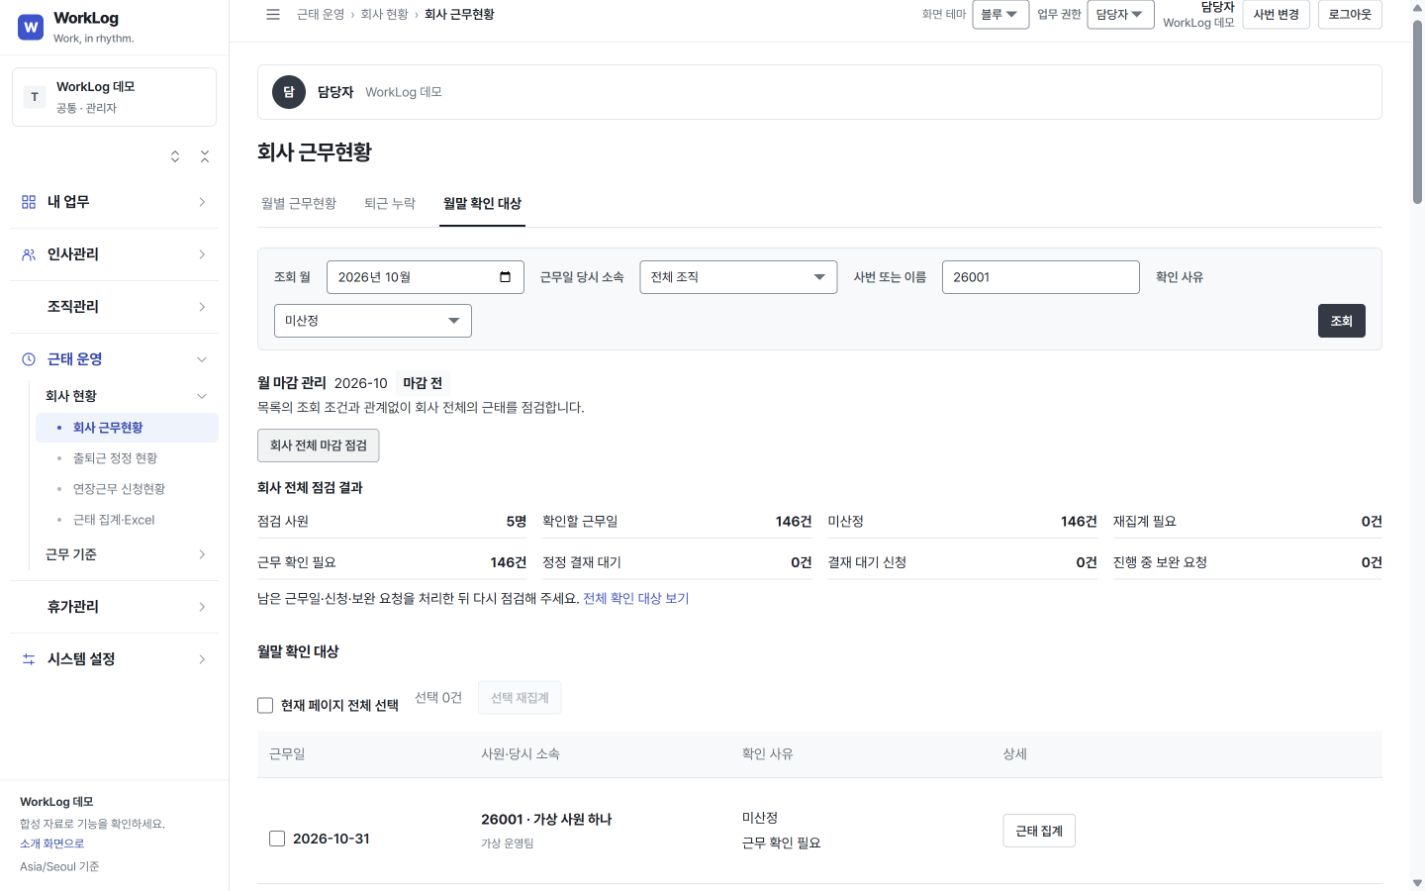 W WorkLog
Work, in rhythm.
T WorkLog 데모
공통 · 관리자
내 업무
인사관리
조직관리
근태 운영
회사 현황
회사 근무현황
출퇴근 정정 현황
연장근무 신청현황
근태 집계·Excel
근무 기준
휴가관리
시스템 설정
WorkLog 데모
합성 자료로 기능을 확인하세요.
소개 화면으로
Asia/Seoul 기준
근태 운영 › 회사 현황 › 회사 근무현황
화면 테마 블루 업무 권한 담당자 담당자 WorkLog 데모 사번 변경 로그아웃
담 담당자 WorkLog 데모
회사 근무현황
월별 근무현황 퇴근 누락 월말 확인 대상
조회 월 2026년 10월 근무일 당시 소속 전체 조직 사번 또는 이름 26001 확인 사유
미산정 조회
월 마감 관리 2026-10 마감 전
목록의 조회 조건과 관계없이 회사 전체의 근태를 점검합니다.
회사 전체 마감 점검
회사 전체 점검 결과
점검 사원 5명 확인할 근무일 146건 미산정 146건 재집계 필요 0건
근무 확인 필요 146건 정정 결재 대기 0건 결재 대기 신청 0건 진행 중 보완 요청 0건
남은 근무일·신청·보완 요청을 처리한 뒤 다시 점검해 주세요. 전체 확인 대상 보기
월말 확인 대상
현재 페이지 전체 선택 선택 0건 선택 재집계
근무일 사원·당시 소속 확인 사유 상세
2026-10-31 26001 · 가상 사원 하나 미산정 근태 집계
가상 운영팀 근무 확인 필요